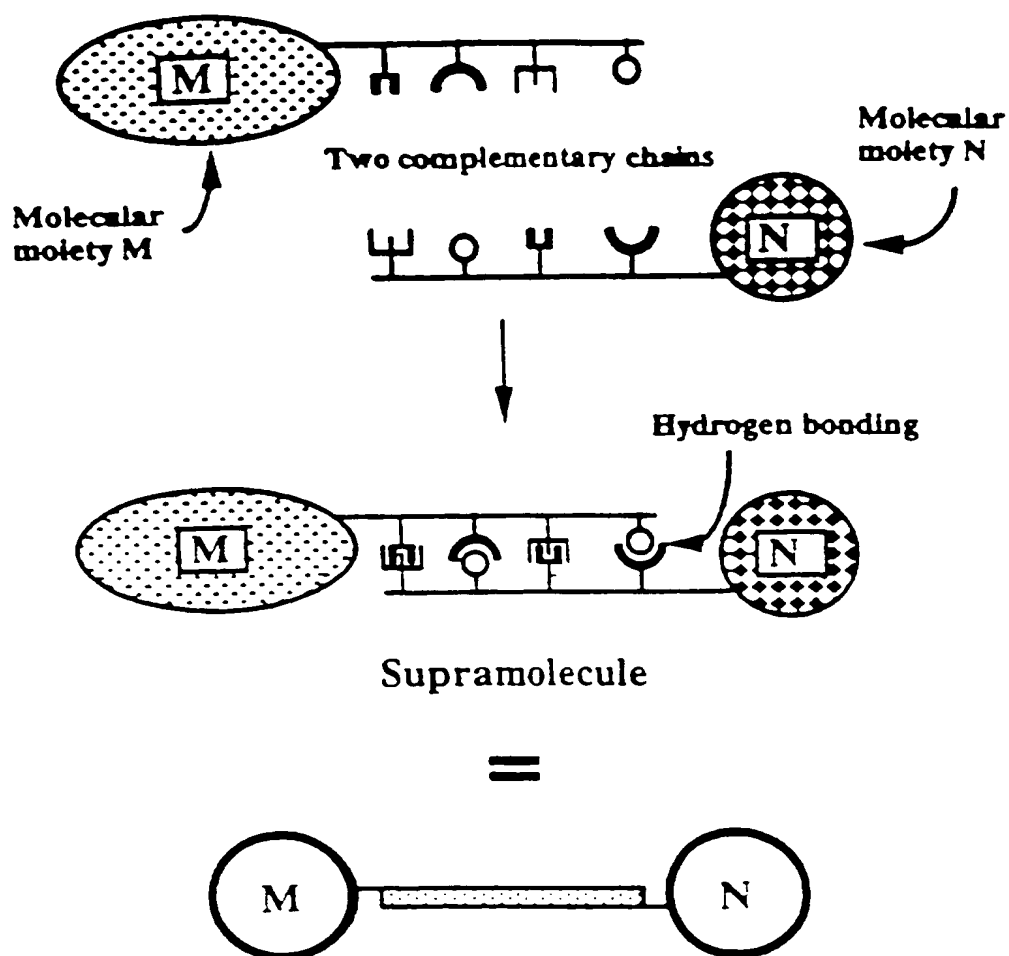 M
Two complementary chains
Molecular
moiety N
Molecular
moiety M
N
Hydrogen bonding
M
N
Supramolecule
=
M
N